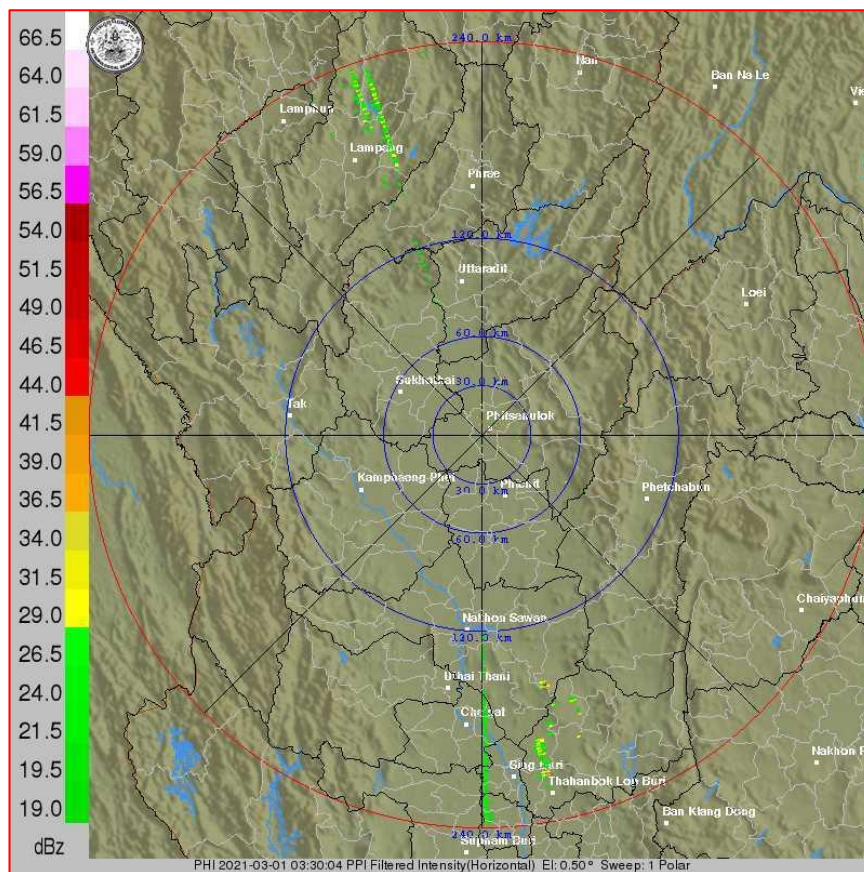 66.5
64.0
61.5
59.0
56.5
54.0
51.5
49.0
46.5
44.0
41.5
39.0
36.5
34.0
31.5
29.0
26.5
24.0
21.5
19.5
19.0
dBz
240.0 km
Nan
Ban Na Le
Vie
Lamphun
Lampang
Phrae
120.0 km
Uttaradit
Loei
60.0 km
30.0 km
Sukhothai
Tak
Phitsanulok
Kamphaeng Phet
Phichit
30.0 km
Phetchabun
60.0 km
Chaiyaphum
Nakhon Sawan
120.0 km
Uthai Thani
Chainat
Nakhon R
Sing Buri
Thahanbok Lop Buri
Ban Klang Dong
240.0 km
Suphan Buri
PHI 2021-03-01 03:30:04 PPI Filtered Intensity(Horizontal) El: 0.50° Sweep: 1 Polar